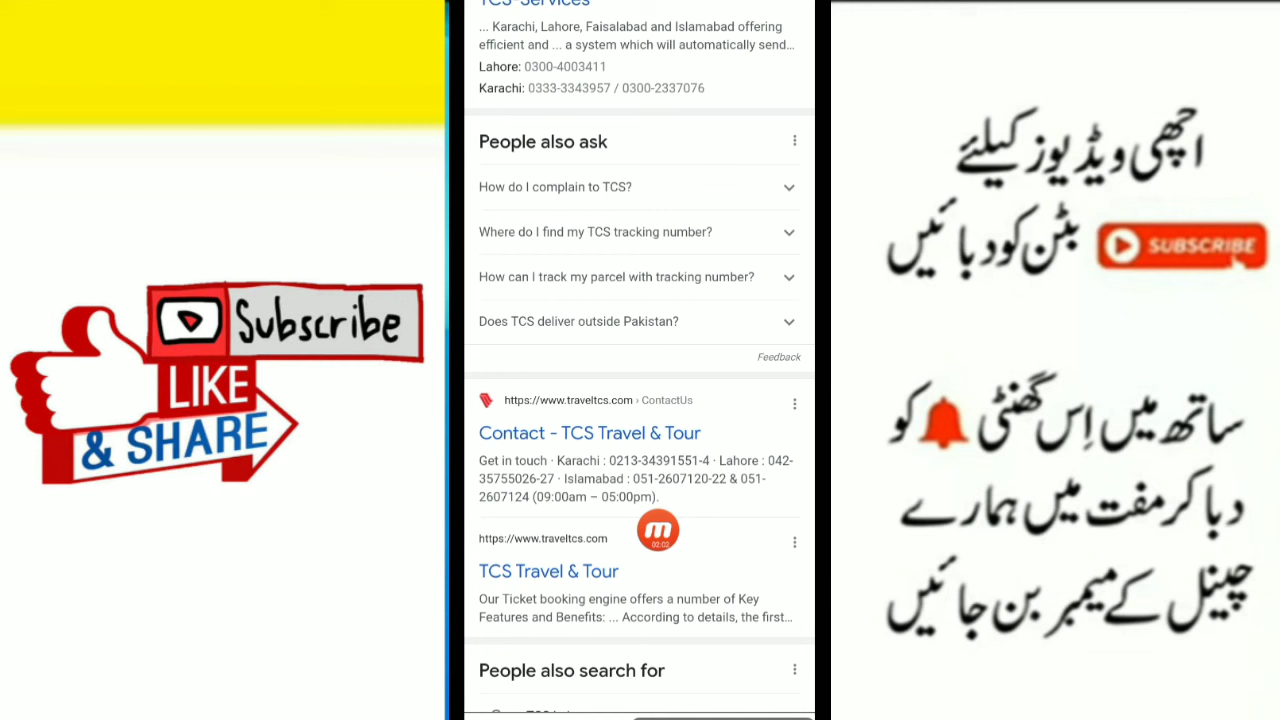 Subscribe
LIKE
& SHARE
TCS-Services
... Karachi, Lahore, Faisalabad and Islamabad offering
efficient and ... a system which will automatically send...
Lahore: 0300-4003411
Karachi: 0333-3343957 / 0300-2337076
People also ask
How do I complain to TCS?
Where do I find my TCS tracking number?
How can I track my parcel with tracking number?
Does TCS deliver outside Pakistan?
Feedback
https://www.traveltcs.com › ContactUs
Contact - TCS Travel & Tour
Get in touch · Karachi : 0213-34391551-4 · Lahore : 042-
35755026-27 · Islamabad : 051-2607120-22 & 051-
2607124 (09:00am – 05:00pm).
https://www.traveltcs.com
02:02
TCS Travel & Tour
Our Ticket booking engine offers a number of Key
Features and Benefits: ... According to details, the first...
People also search for
اچھی ویڈیوز کیلئے
بٹن کو دبائیں SUBSCRIBE
ساتھ میں اِس گھنٹی کو
دبا کر مفت میں ہمارے
چینل کے میمبر بن جائیں